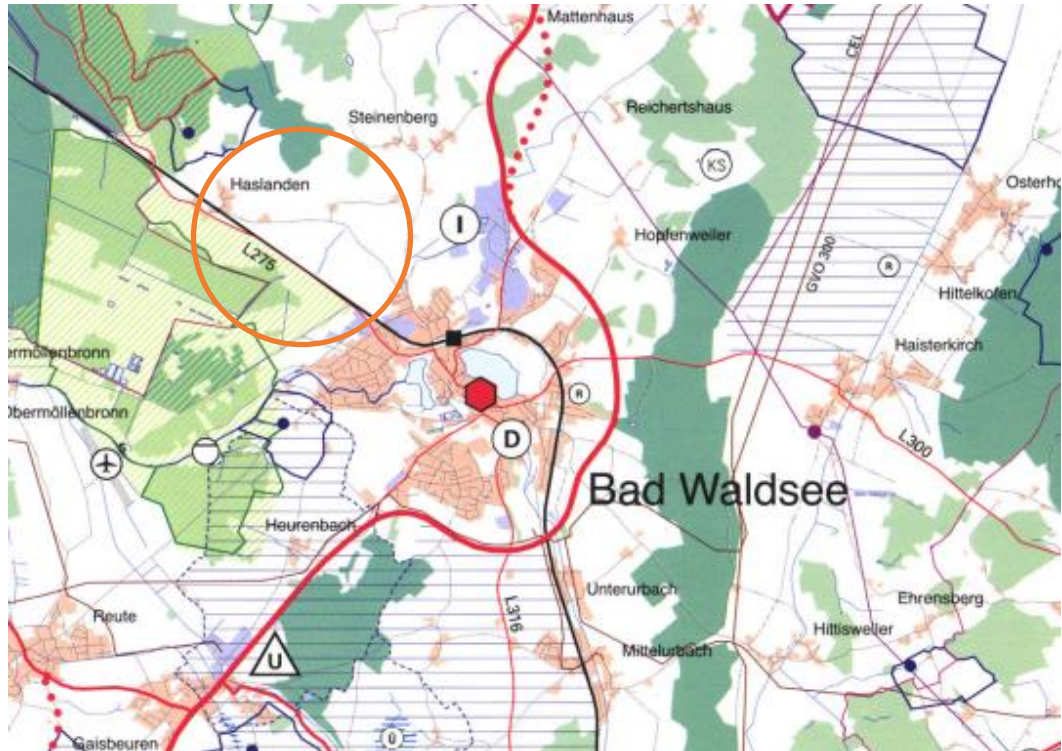 Mattenhaus
CEL
Steinenberg
Reichertshaus
KS
Haslanden
Osterho
I
Hopfenweiler
L275
GVO 300
R
Hittelkofen
ermöllenbronn
Haisterkirch
Obermöllenbronn
R
D
L300
Bad Waldsee
Heurenbach
Unterurbach
Ehrensberg
Reute
L316
Hittisweiler
U
Mittelurbach
Gaisbeuren
Ü